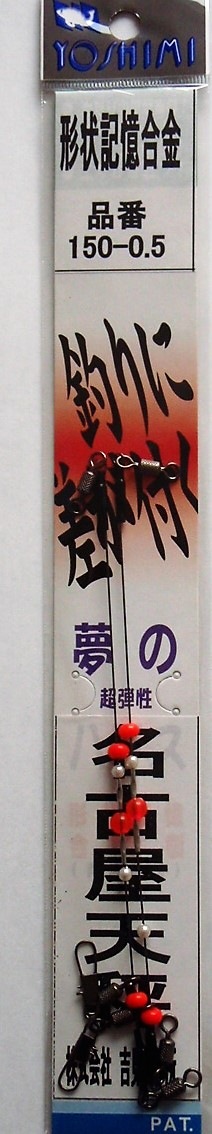 YOSHIMI
形状記憶合金
品番
150-0.5
釣りに
差が付く
夢の
超弾性
名古屋天秤
株式会社 吉見
PAT.